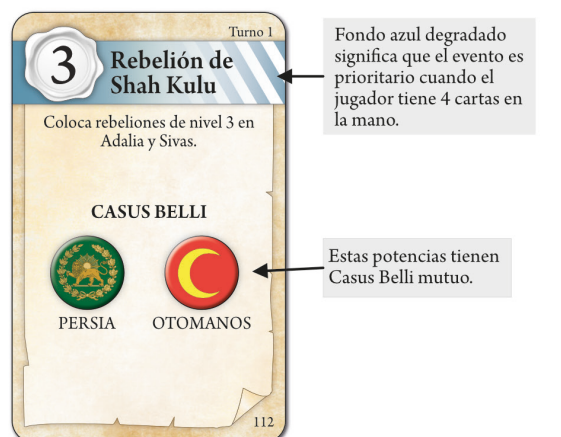 Turno 1
3
Rebelión de
Shah Kulu
Coloca rebeliones de nivel 3 en
Adalia y Sivas.
CASUS BELLI
PERSIA
OTOMANOS
112
Fondo azul degradado
significa que el evento es
prioritario cuando el
jugador tiene 4 cartas en
la mano.
Estas potencias tienen
Casus Belli mutuo.